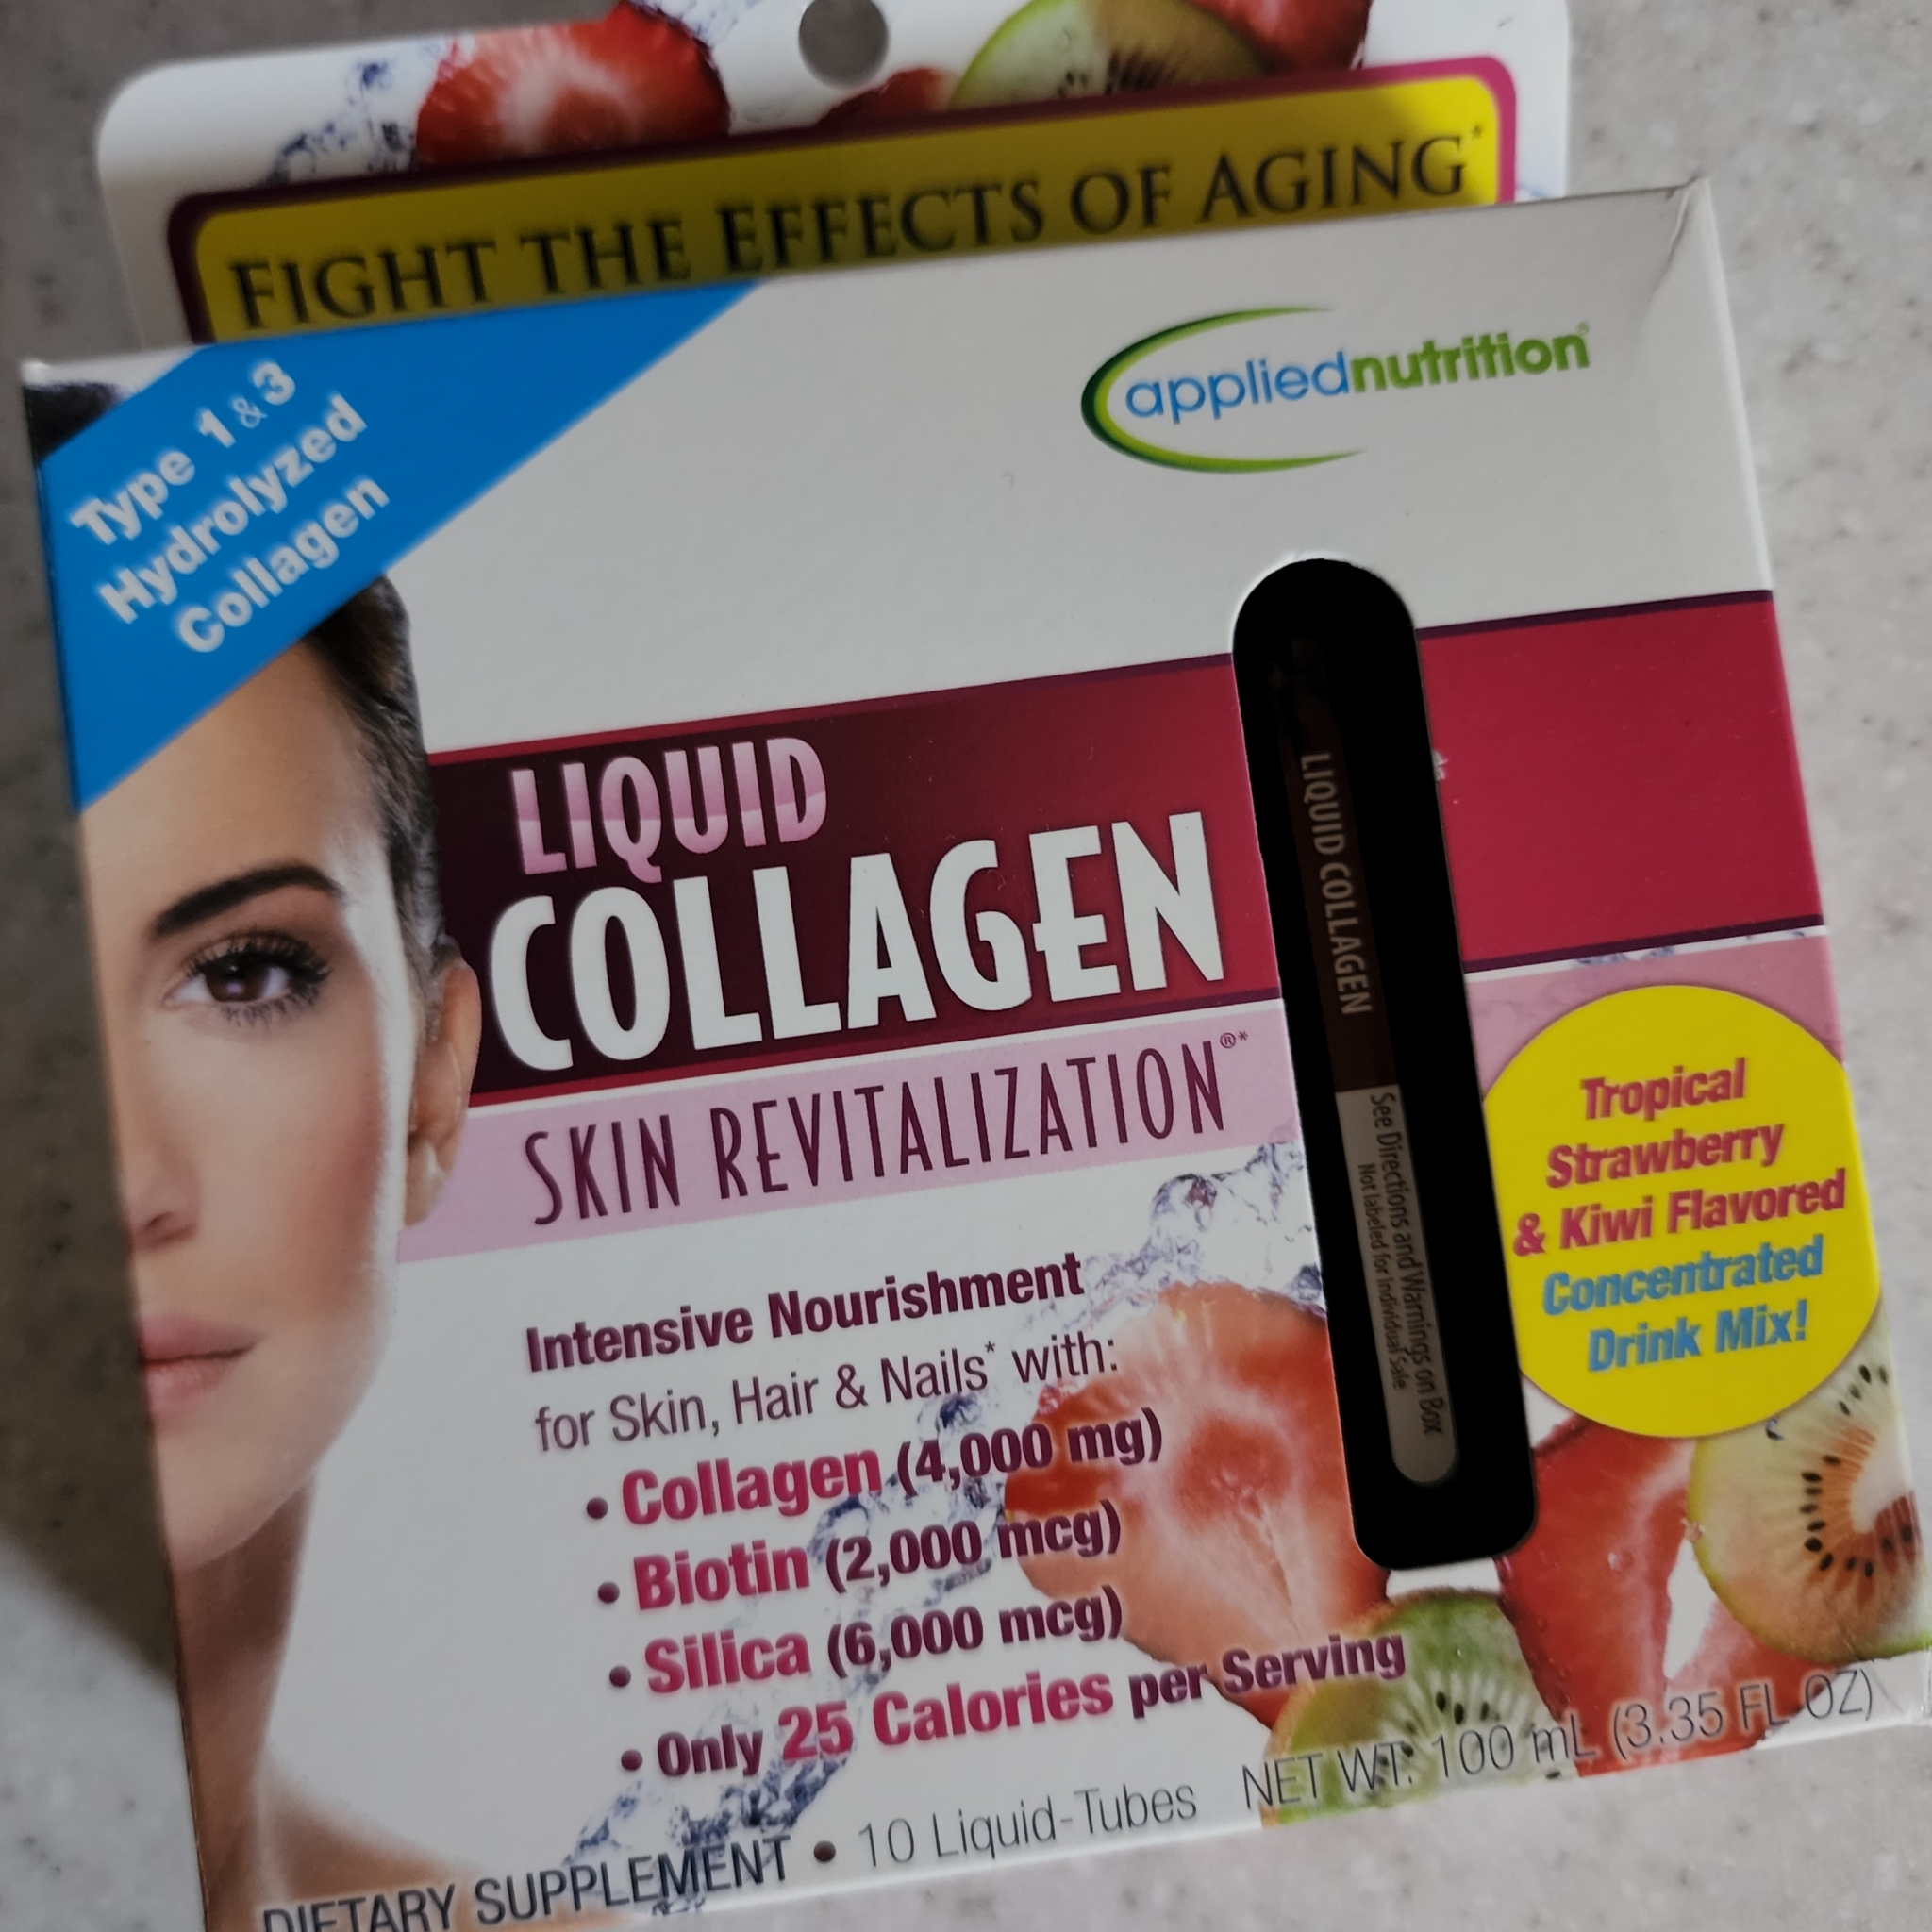 FIGHT THE EFFECTS OF AGING*
Type 1 & 3
Hydrolyzed
Collagen
appliednutrition®
LIQUID
COLLAGEN
SKIN REVITALIZATION®*
Intensive Nourishment
for Skin, Hair & Nails* with:
• Collagen (4,000 mg)
• Biotin (2,000 mcg)
• Silica (6,000 mcg)
• Only 25 Calories per Serving
LIQUID COLLAGEN
See Directions and Warnings on Box
Not labeled for Individual Sale
Tropical
Strawberry
& Kiwi Flavored
Concentrated
Drink Mix!
DIETARY SUPPLEMENT • 10 Liquid-Tubes NET WT. 100 mL (3.35 FL OZ)